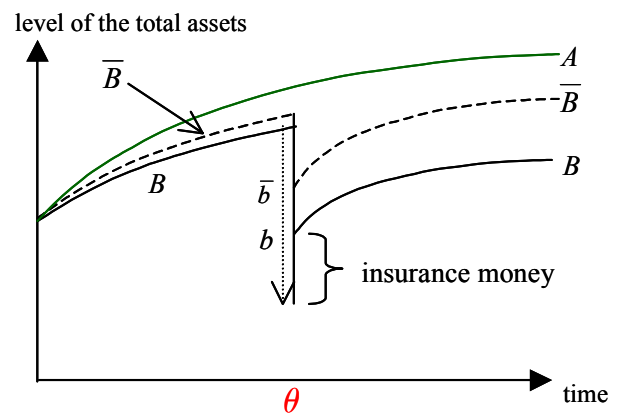 level of the total assets
A
B̅
B̅
B
B
b̅
b
insurance money
time
θ